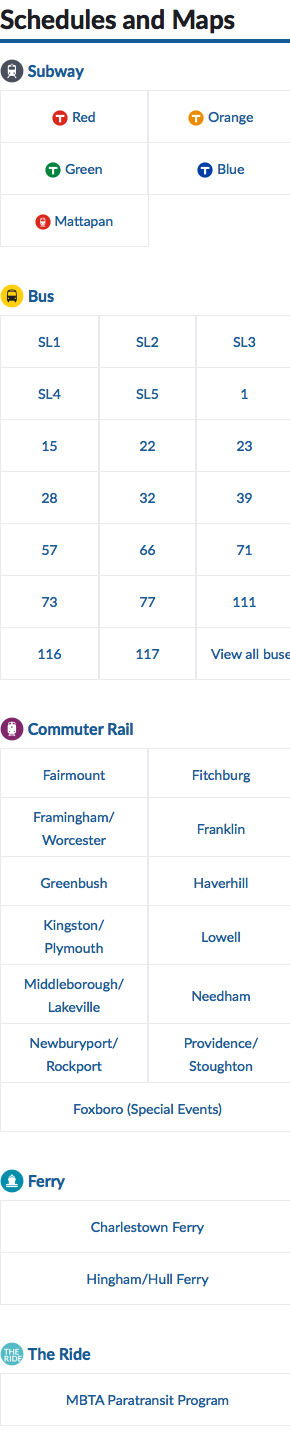 Schedules and Maps
Subway
T Red
T Orange
T Green
T Blue
Mattapan
Bus
SL1 SL2 SL3
SL4 SL5 1
15 22 23
28 32 39
57 66 71
73 77 111
116 117 View all buse
Commuter Rail
Fairmount
Fitchburg
Framingham/
Worcester
Franklin
Greenbush
Haverhill
Kingston/
Plymouth
Lowell
Middleborough/
Lakeville
Needham
Newburyport/
Rockport
Providence/
Stoughton
Foxboro (Special Events)
Ferry
Charlestown Ferry
Hingham/Hull Ferry
THE
RIDE
The Ride
MBTA Paratransit Program